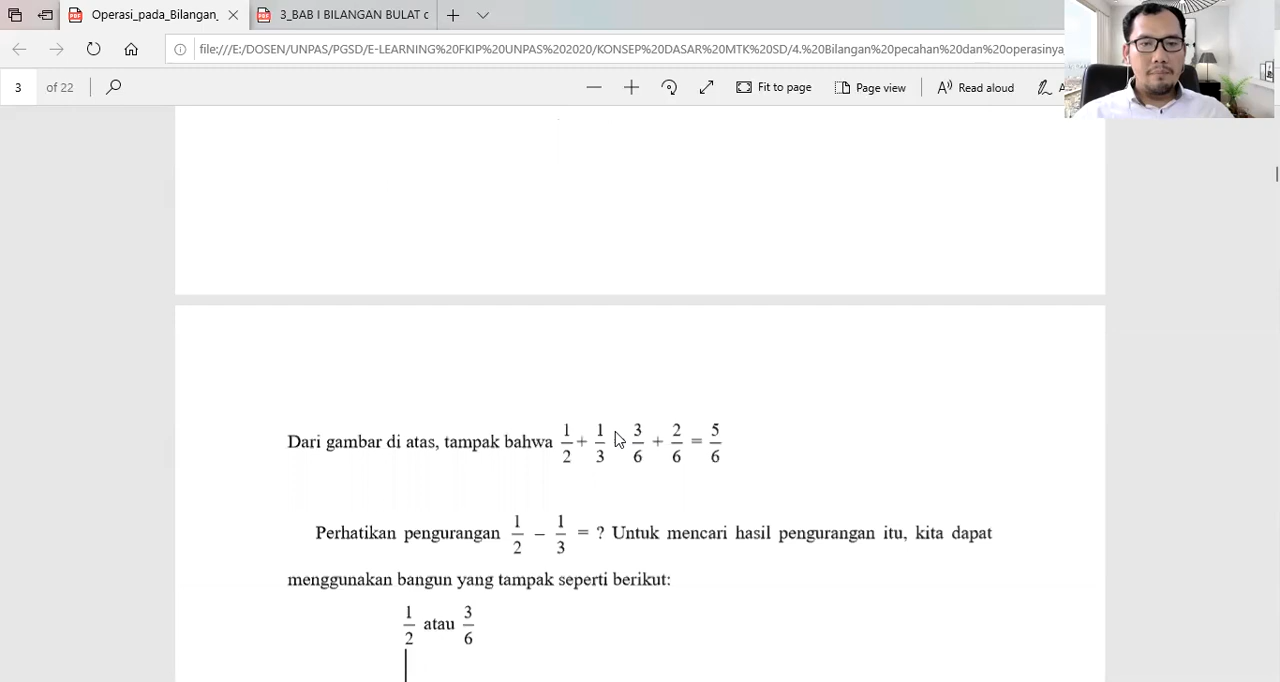 Operasi_pada_Bilangan_
3_BAB I BILANGAN BULAT c
file:///E:/DOSEN/UNPAS/PGSD/E-LEARNING%20FKIP%20UNPAS%202020/KONSEP%20DASAR%20MTK%20SD/4.%20Bilangan%20pecahan%20dan%20operasinya
3 of 22 Fit to page Page view Read aloud
Dari gambar di atas, tampak bahwa 1/2 + 1/3 3/6 + 2/6 = 5/6
Perhatikan pengurangan 1/2 – 1/3 = ? Untuk mencari hasil pengurangan itu, kita dapat
menggunakan bangun yang tampak seperti berikut:
1/2 atau 3/6